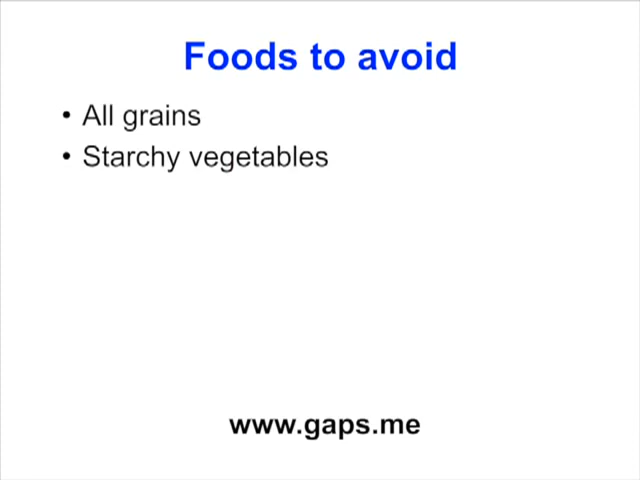 Foods to avoid
• All grains
• Starchy vegetables
www.gaps.me